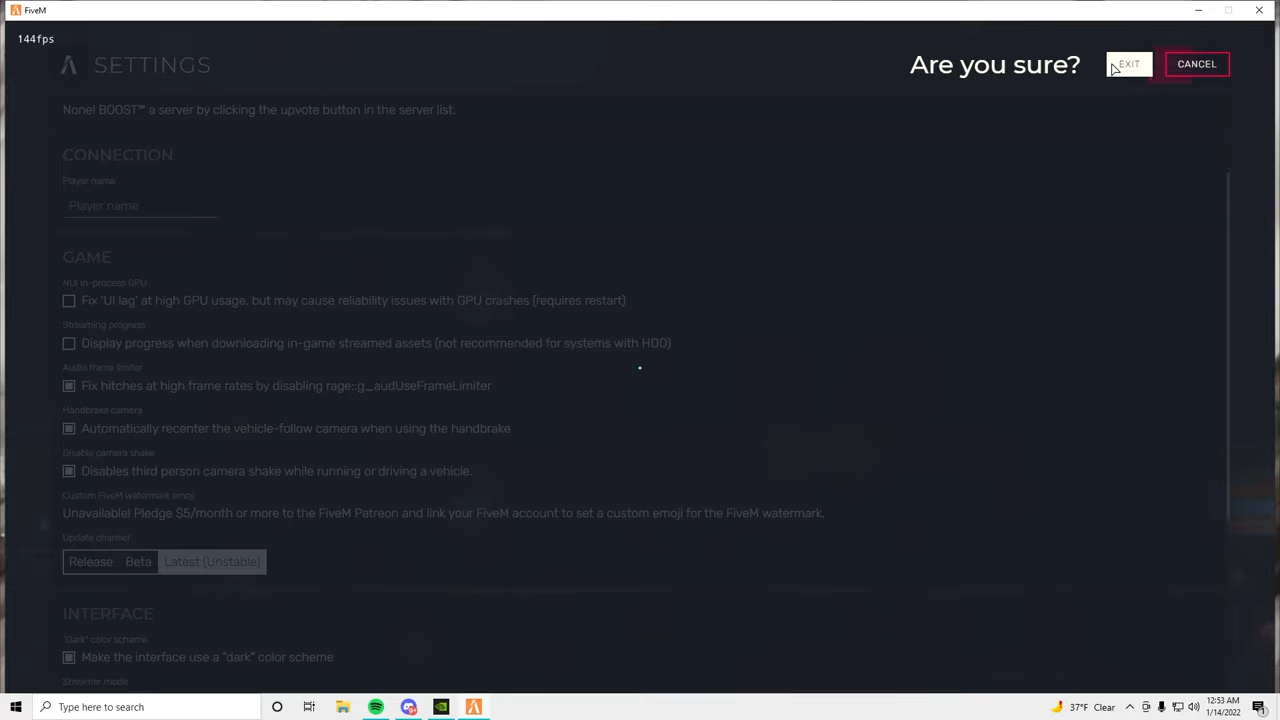 FiveM
144fps
SETTINGS
Are you sure?
EXIT
CANCEL
None! BOOST™ a server by clicking the upvote button in the server list.
CONNECTION
Player name
Player name
GAME
NUI in-process GPU
Fix 'UI lag' at high GPU usage, but may cause reliability issues with GPU crashes (requires restart)
Streaming progress
Display progress when downloading in-game streamed assets (not recommended for systems with HDD)
Audio frame limiter
Fix hitches at high frame rates by disabling rage::g_audUseFrameLimiter
Handbrake camera
Automatically recenter the vehicle-follow camera when using the handbrake
Disable camera shake
Disables third person camera shake while running or driving a vehicle.
Custom FiveM watermark emoji
Unavailable! Pledge $5/month or more to the FiveM Patreon and link your FiveM account to set a custom emoji for the FiveM watermark.
Update channel
Release Beta Latest (Unstable)
INTERFACE
"Dark" color scheme
Make the interface use a "dark" color scheme
Streamer mode
Type here to search
37°F Clear
12:53 AM
1/14/2022
1